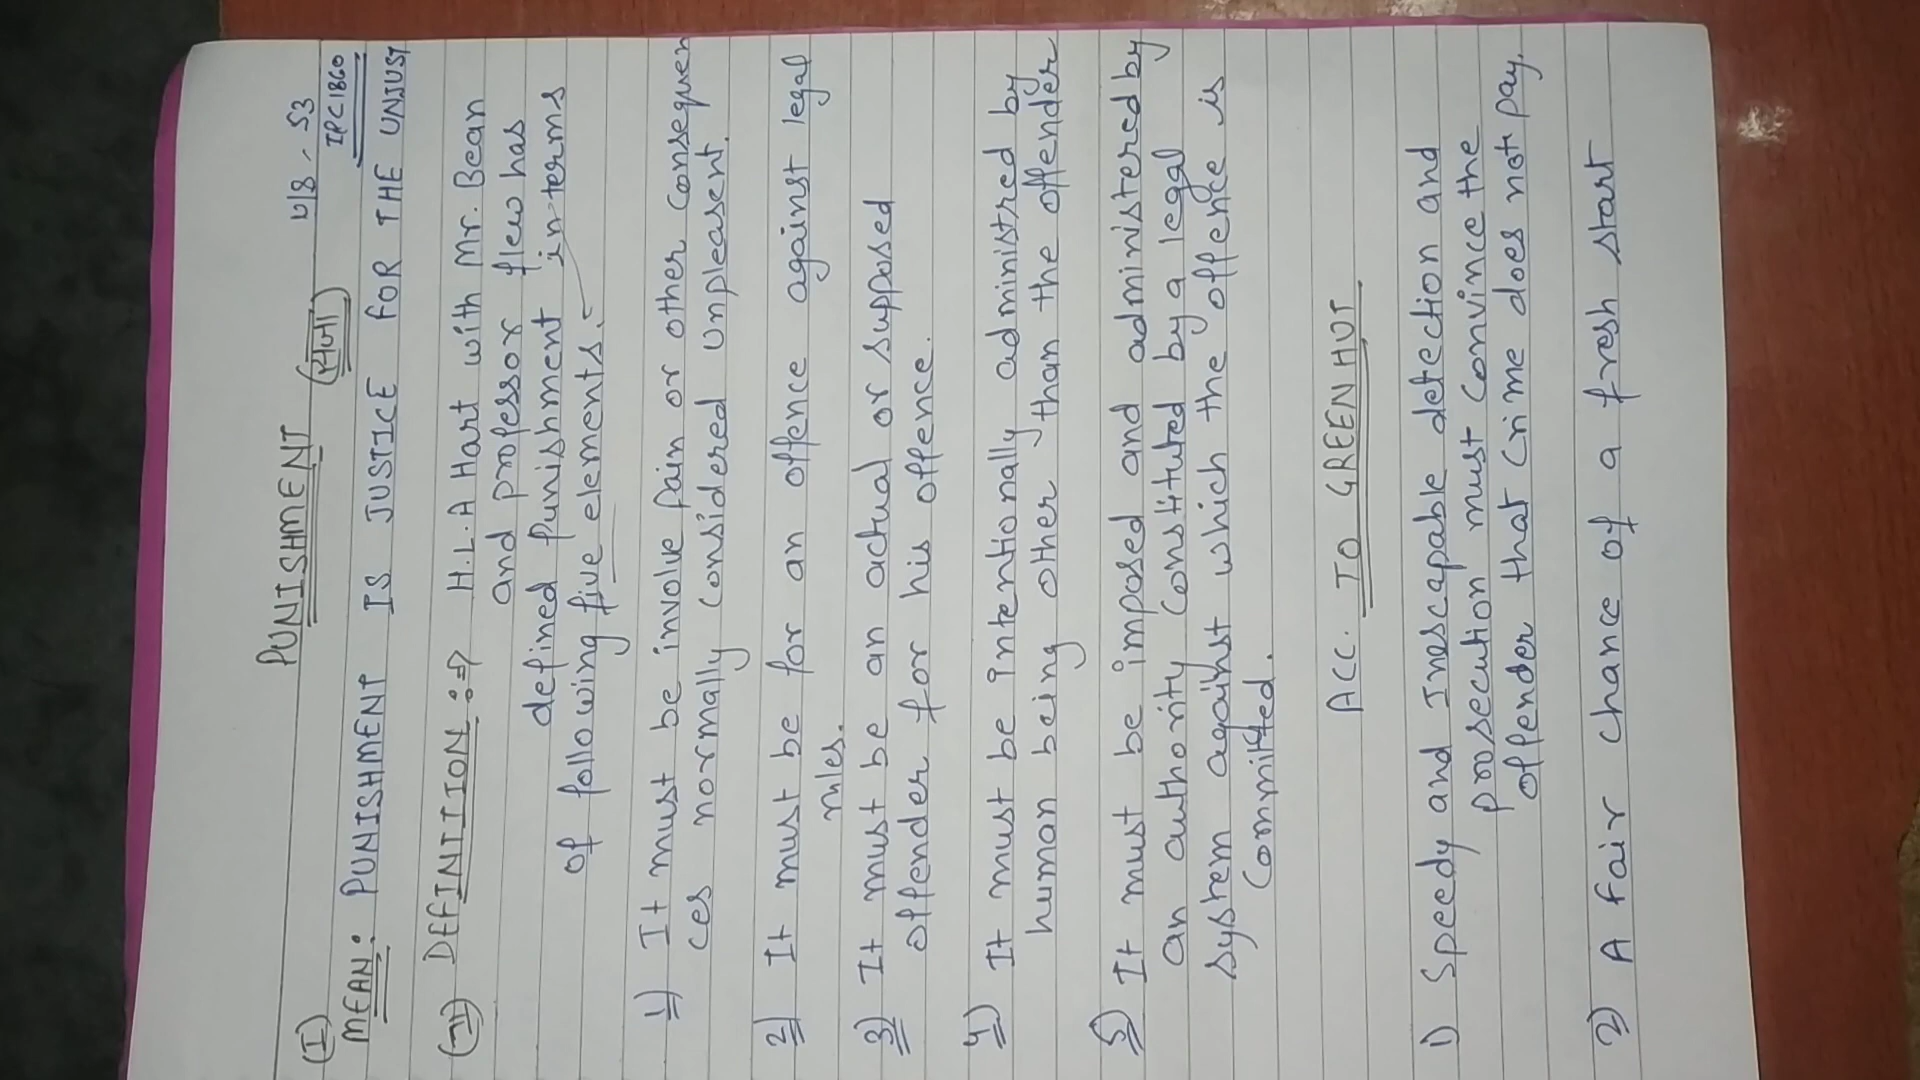 PUNISHMENT
(I) (सजा) U/S - 53
IPC 1860
MEAN: PUNISHMENT IS JUSTICE FOR THE UNJUST
(II) DEFINITION :=> H.L.A Hart with Mr. Bean
and professor flew has
defined Punishment in terms
of following five elements.
1) It must be involve Pain or other Consequen
ces normally Considered unpleasent.
2) It must be for an offence against legal
rules.
3) It must be an actual or supposed
offender for his offence.
4) It must be intentionally administred by
human being other than the offender
5) It must be imposed and administered by
an authority Constituted by a legal
system against which the offence is
Committed.
ACC. TO GREENHUT
1) Speedy and Inescapable detection and
prosecution must Convince the
offender that Crime does not pay.
2) A fair chance of a fresh start